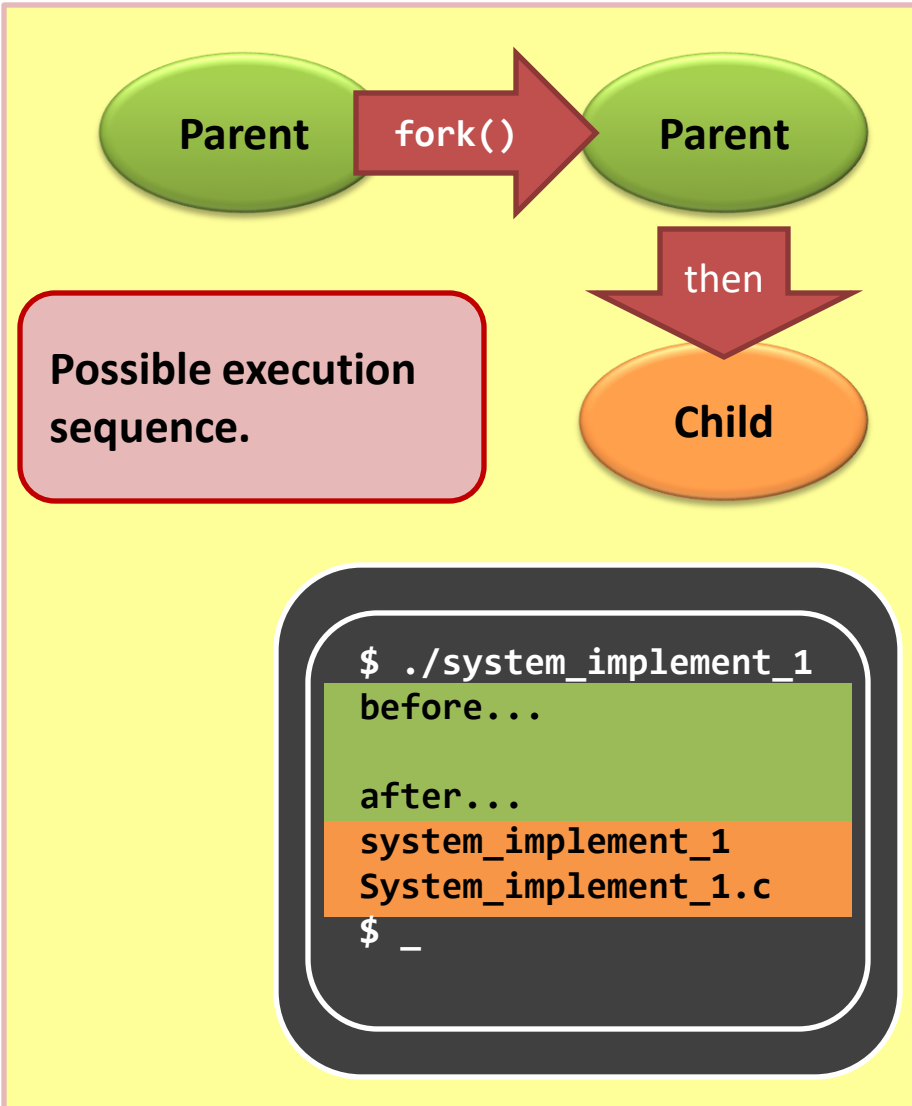 Parent
fork()
Parent
then
Possible execution
sequence.
Child
$ ./system_implement_1
before...
after...
system_implement_1
System_implement_1.c
$ _